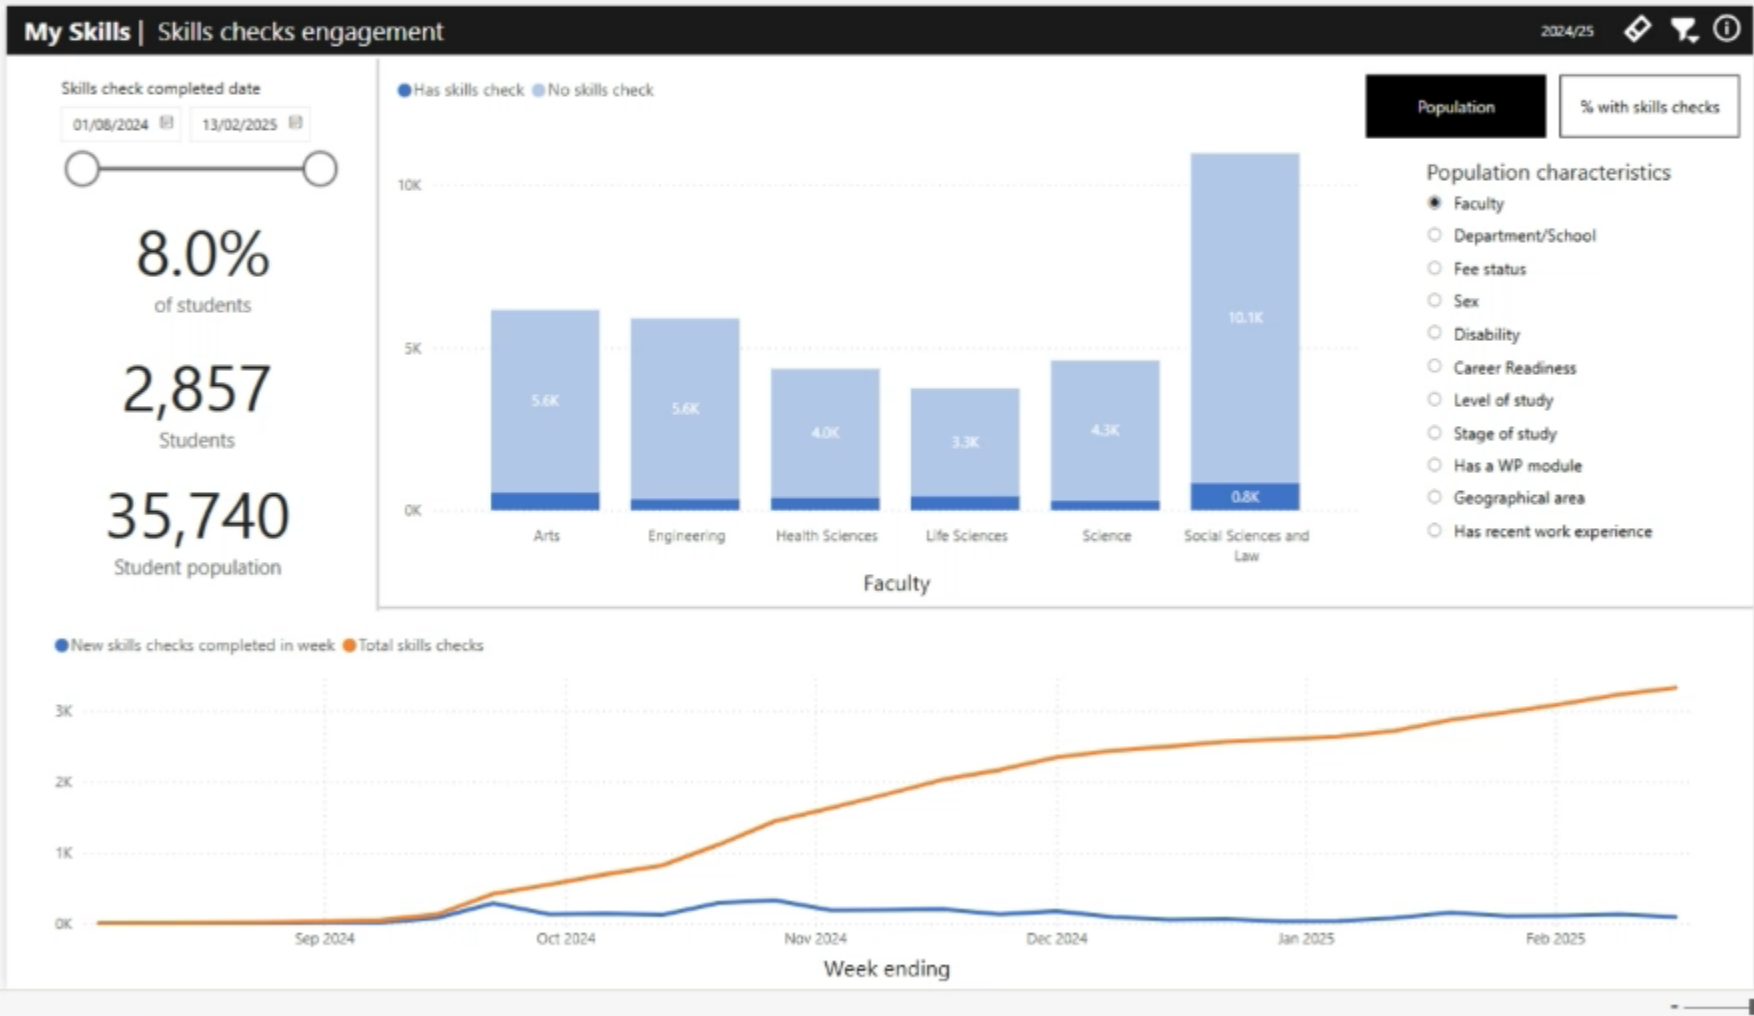 My Skills | Skills checks engagement
2024/25
Skills check completed date
01/08/2024
13/02/2025
8.0%
of students
2,857
Students
35,740
Student population
Has skills check
No skills check
10K
5K
0K
5.6K
5.6K
4.0K
3.3K
4.3K
10.1K
0.8K
Arts
Engineering
Health Sciences
Life Sciences
Science
Social Sciences and
Law
Faculty
Population
% with skills checks
Population characteristics
Faculty
Department/School
Fee status
Sex
Disability
Career Readiness
Level of study
Stage of study
Has a WP module
Geographical area
Has recent work experience
New skills checks completed in week
Total skills checks
3K
2K
1K
0K
Sep 2024
Oct 2024
Nov 2024
Dec 2024
Jan 2025
Feb 2025
Week ending